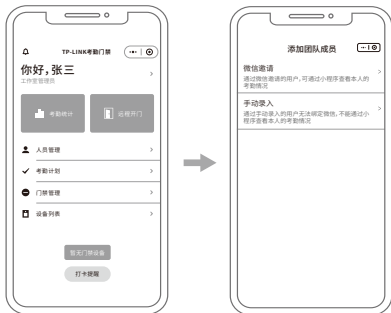 TP-LINK考勤门禁
你好,张三
工作室管理员
考勤统计
远程开门
人员管理
考勤计划
门禁管理
设备列表
暂无门禁设备
打卡提醒
添加团队成员
微信邀请
通过微信邀请的用户,可通过小程序查看本人的
考勤情况
手动录入
通过手动录入的用户无法绑定微信,不能通过小
程序查看本人的考勤情况